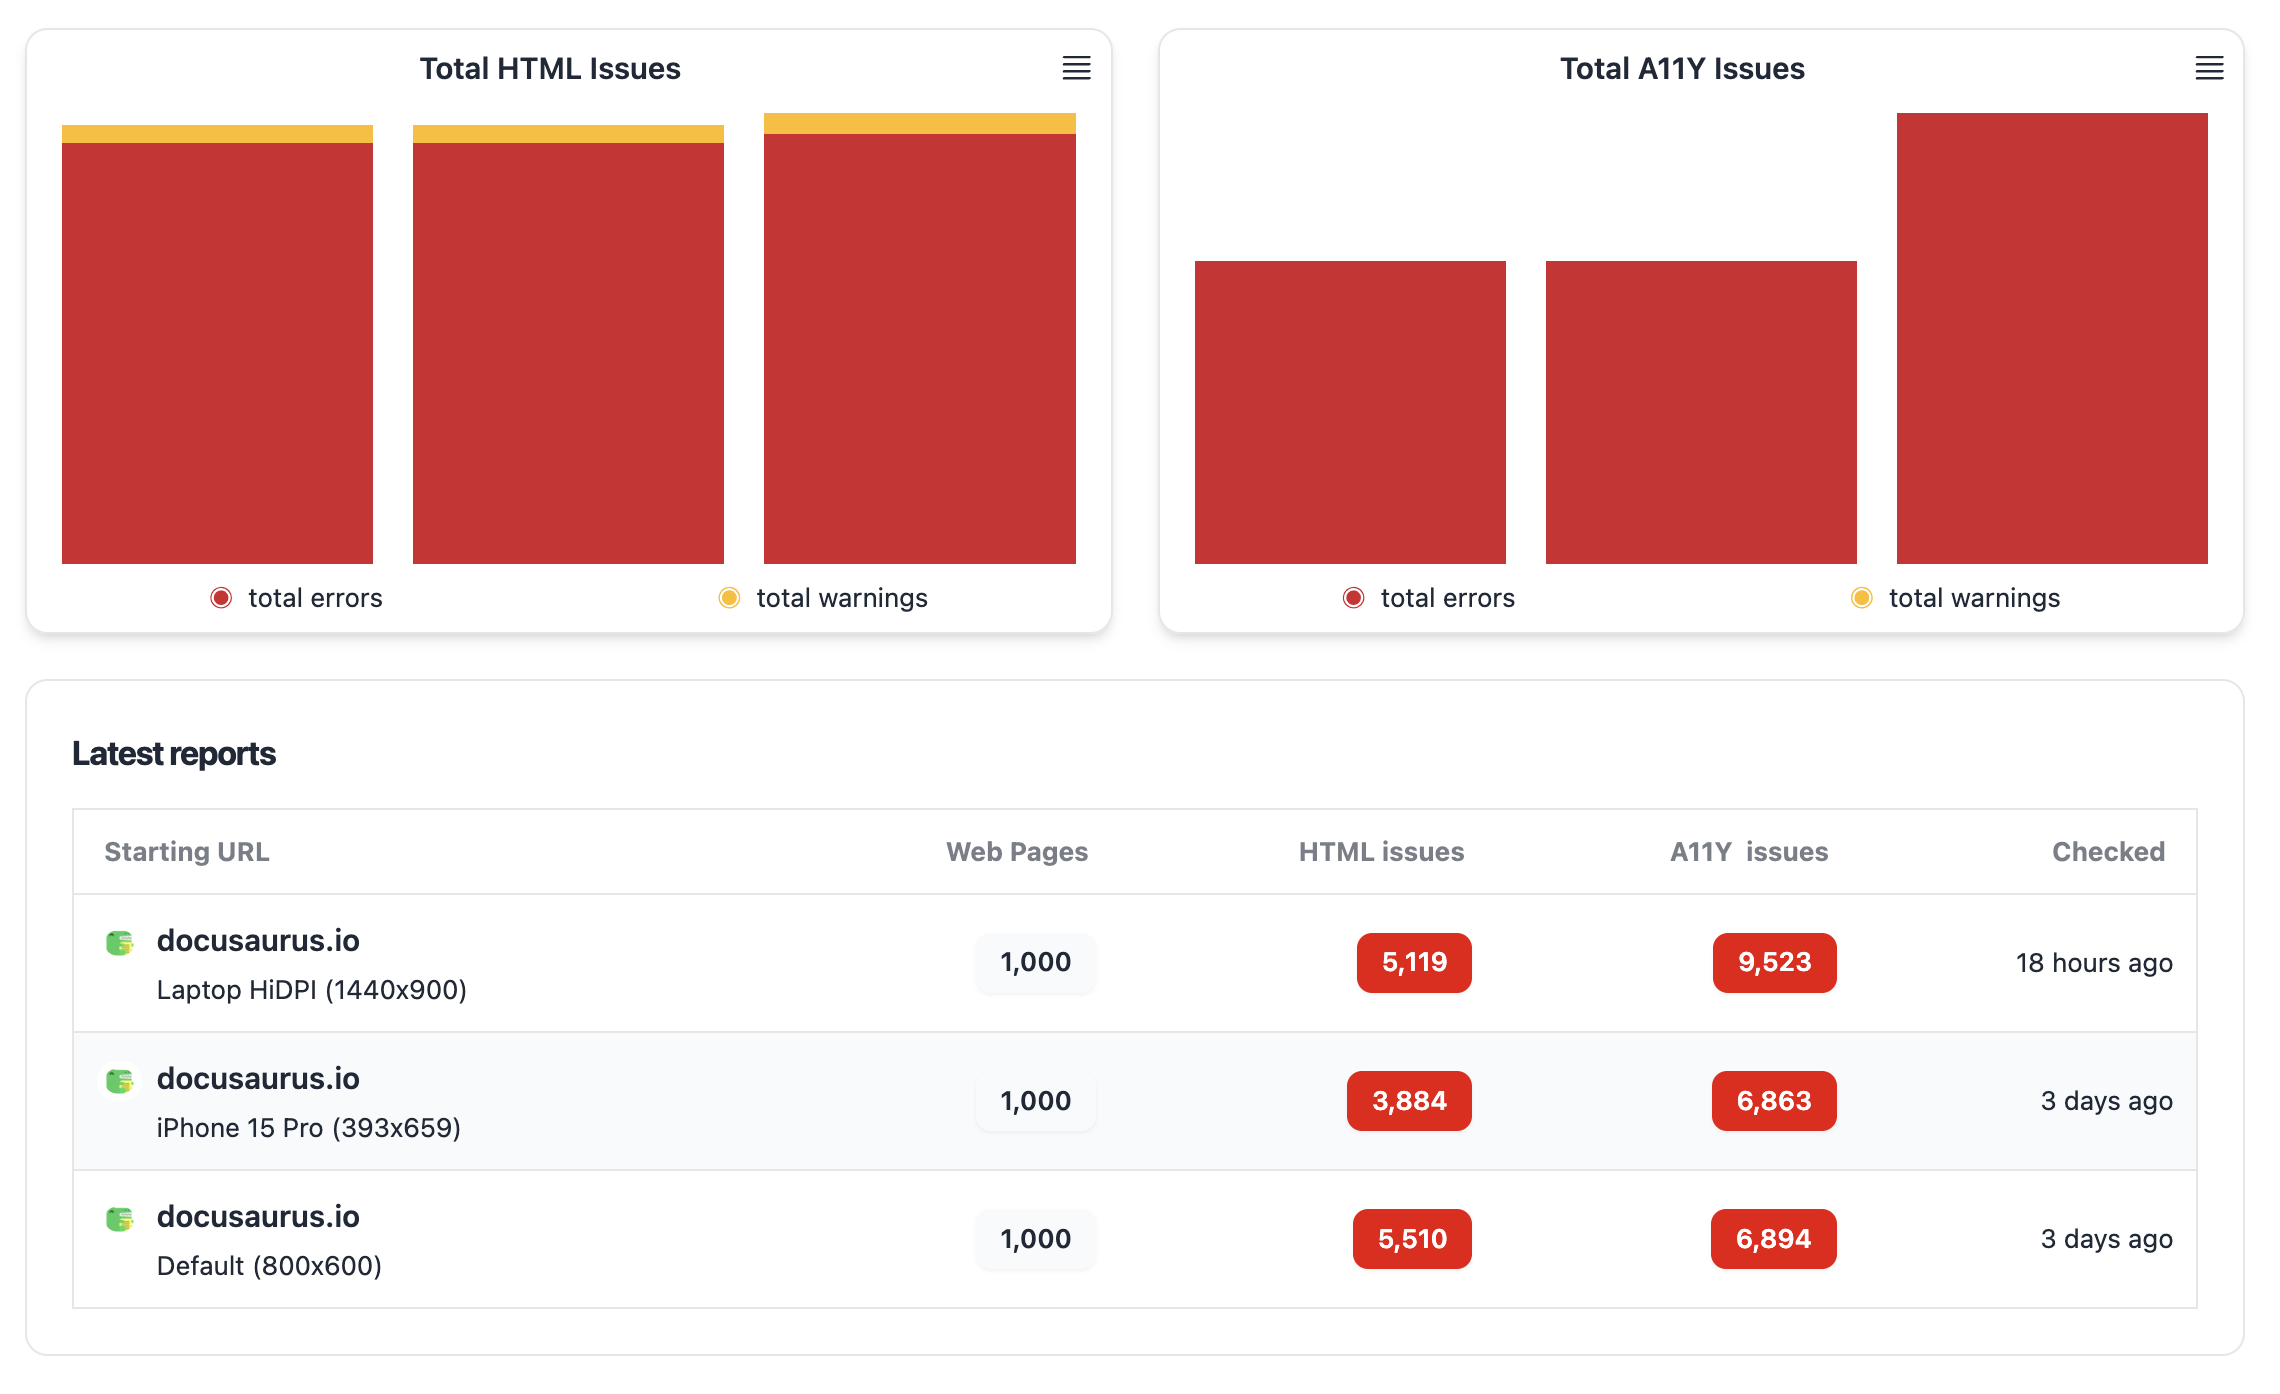 Total HTML Issues
total errors
total warnings
Total A11Y Issues
total errors
total warnings
Latest reports
Starting URL Web Pages HTML issues A11Y issues Checked
docusaurus.io
Laptop HiDPI (1440x900)
1,000 5,119 9,523 18 hours ago
docusaurus.io
iPhone 15 Pro (393x659)
1,000 3,884 6,863 3 days ago
docusaurus.io
Default (800x600)
1,000 5,510 6,894 3 days ago